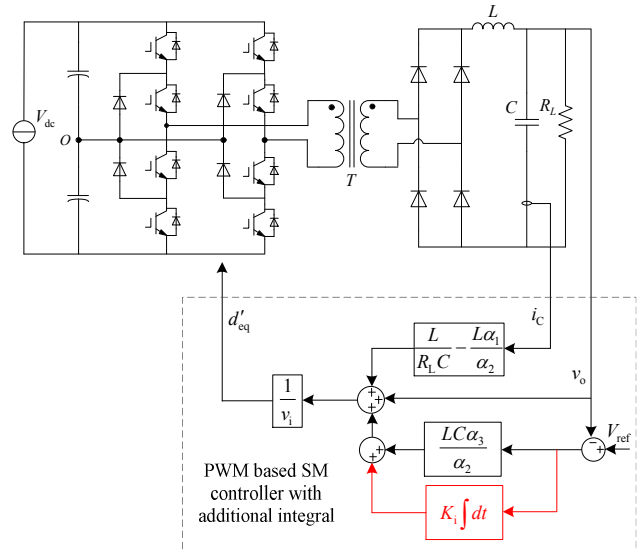 L
V_dc
O
T
C
R_L
d′_eq
i_C
L/(R_L C) − Lα_1/α_2
v_o
1/v_i
+
+
+
V_ref
−
+
LCα_3/α_2
+
+
PWM based SM
controller with
additional integral
K_i∫dt